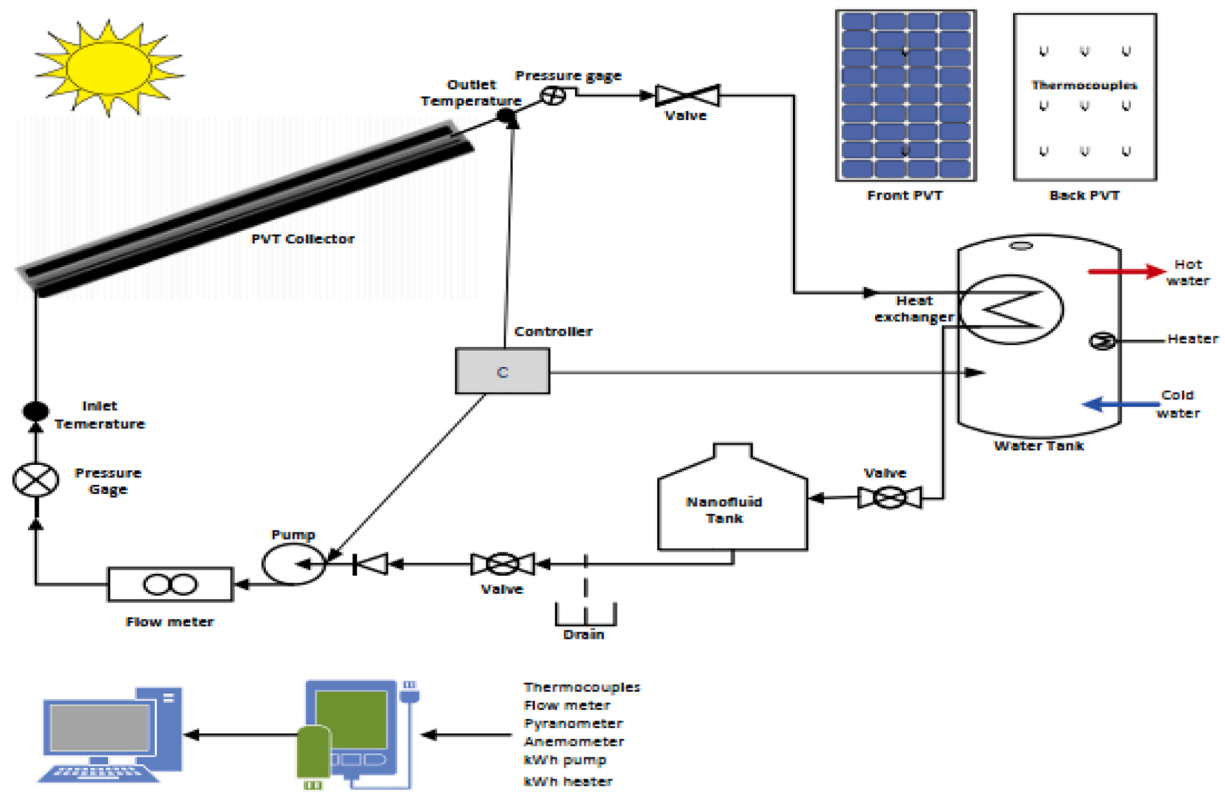 Pressure gage
Outlet
Temperature
Valve
Thermocouples
Front PVT
Back PVT
PVT Collector
Hot
water
Heat
exchanger
Controller
Heater
C
Cold
water
Inlet
Temerature
Water Tank
Pressure
Gage
Valve
Nanofluid
Tank
Pump
Valve
Flow meter
Drain
Thermocouples
Flow meter
Pyranometer
Anemometer
kWh pump
kWh heater